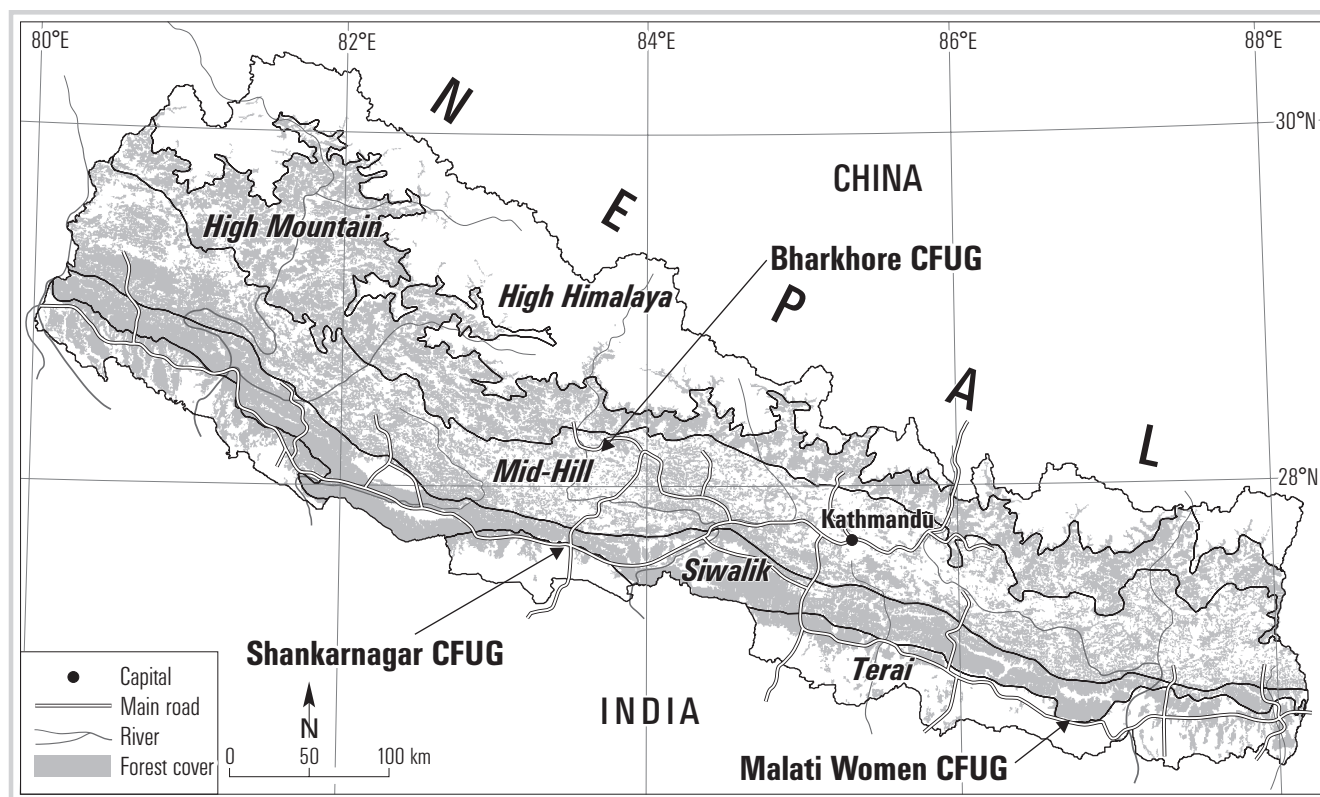 80°E
82°E
84°E
86°E
88°E
N
E
P
A
L
30°N
CHINA
High Mountain
Bharkhore CFUG
High Himalaya
Mid-Hill
28°N
Kathmandu
Siwalik
Shankarnagar CFUG
Terai
INDIA
Malati Women CFUG
Capital
Main road
River
Forest cover
N
0 50 100 km